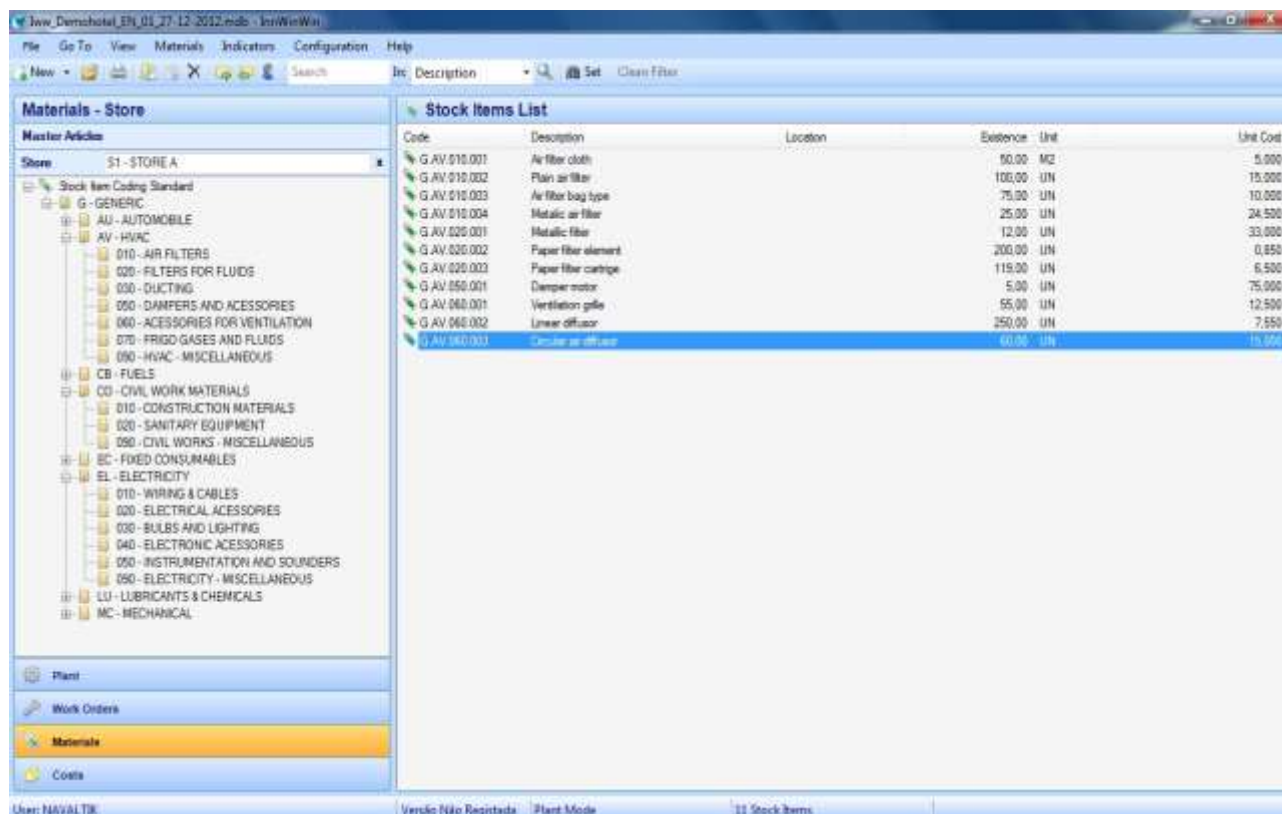 Iww_Demohotel_EN_01_27-12-2012.mdb - InnWinWin
File Go To View Materials Indicators Configuration Help
New Search In: Description Set Clean Filter
Materials - Store
Master Articles
Store S1 - STORE A
Stock Item Coding Standard
G - GENERIC
AU - AUTOMOBILE
AV - HVAC
010 - AIR FILTERS
020 - FILTERS FOR FLUIDS
030 - DUCTING
050 - DAMPERS AND ACESSORIES
060 - ACESSORIES FOR VENTILATION
070 - FRIGO GASES AND FLUIDS
090 - HVAC - MISCELLANEOUS
CB - FUELS
CO - CIVIL WORK MATERIALS
010 - CONSTRUCTION MATERIALS
020 - SANITARY EQUIPMENT
090 - CIVIL WORKS - MISCELLANEOUS
EC - FIXED CONSUMABLES
EL - ELECTRICITY
010 - WIRING & CABLES
020 - ELECTRICAL ACESSORIES
030 - BULBS AND LIGHTING
040 - ELECTRONIC ACESSORIES
050 - INSTRUMENTATION AND SOUNDERS
090 - ELECTRICITY - MISCELLANEOUS
LU - LUBRICANTS & CHEMICALS
MC - MECHANICAL
Plant
Work Orders
Materials
Costs
Stock Items List
Code Description Location Existence Unit Unit Cost
G.AV.010.001 Air filter cloth 50,00 M2 5,000
G.AV.010.002 Plain air filter 100,00 UN 15,000
G.AV.010.003 Air filter bag type 75,00 UN 10,000
G.AV.010.004 Metalic air filter 25,00 UN 24,500
G.AV.020.001 Metallic filter 12,00 UN 33,000
G.AV.020.002 Paper filter element 200,00 UN 0,650
G.AV.020.003 Paper filter cartrige 119,00 UN 6,500
G.AV.050.001 Damper motor 5,00 UN 75,000
G.AV.060.001 Ventilation grille 55,00 UN 12,500
G.AV.060.002 Linear diffusor 250,00 UN 7,550
G.AV.060.003 Circular air diffusor 60,00 UN 15,000
User: NAVALTIK Versão Não Registada Plant Mode 11 Stock Items